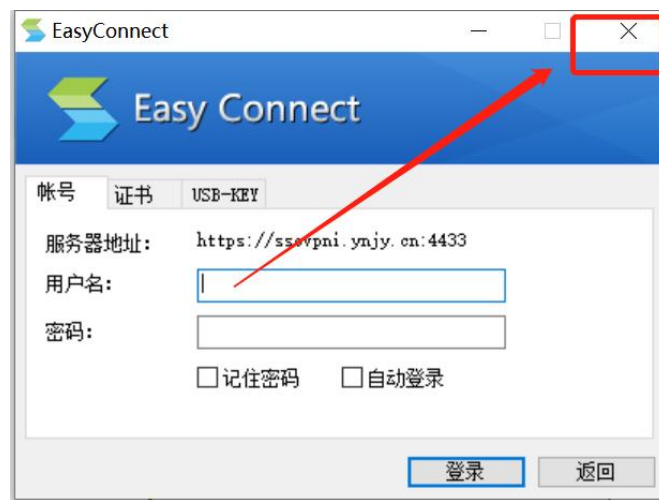 EasyConnect
Easy Connect
帐号 证书 USB-KEY
服务器地址: https://ssovpni.ynjy.cn:4433
用户名:
密码:
记住密码 自动登录
登录 返回